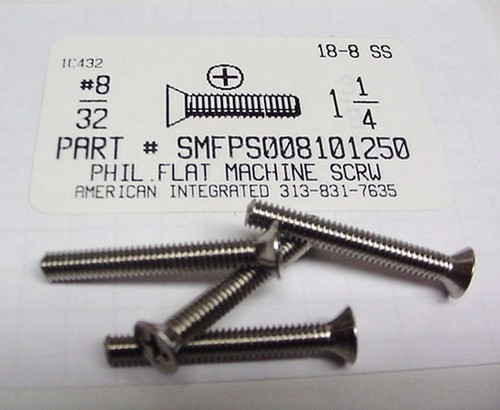 18-8 SS
IC432
#8
32
1 1/4
PART # SMFPS008101250
PHIL.FLAT MACHINE SCRW
AMERICAN INTEGRATED 313-831-7635